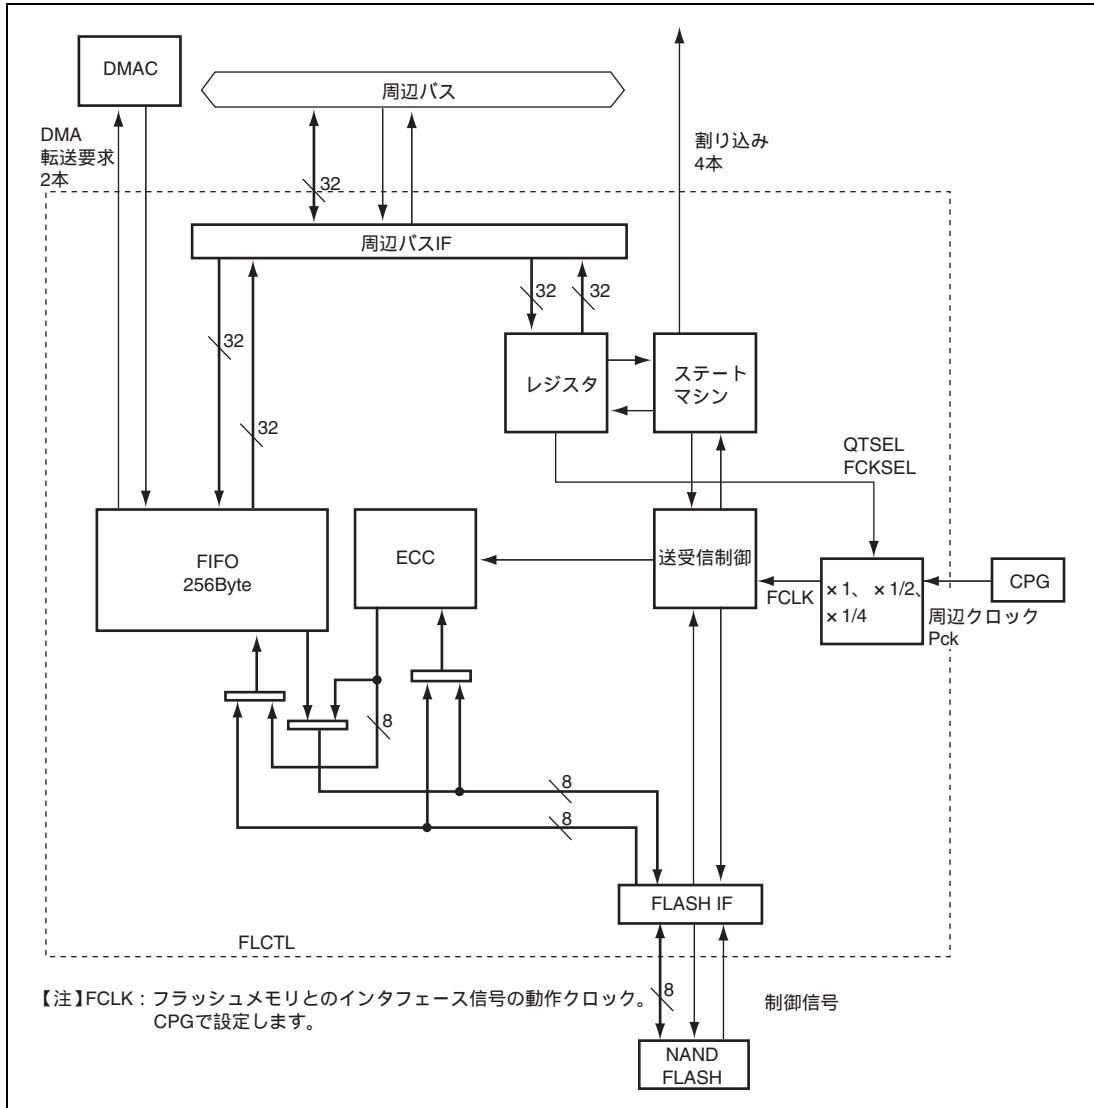 DMAC
周辺バス
DMA
転送要求
2本
割り込み
4本
32
周辺バスIF
32
32
32
32
レジスタ
ステート
マシン
QTSEL
FCKSEL
FIFO
256Byte
ECC
送受信制御
FCLK
×1、×1/2、
×1/4
CPG
周辺クロック
Pck
8
8
8
FLASH IF
FLCTL
【注】FCLK：フラッシュメモリとのインタフェース信号の動作クロック。
CPGで設定します。
8
制御信号
NAND
FLASH